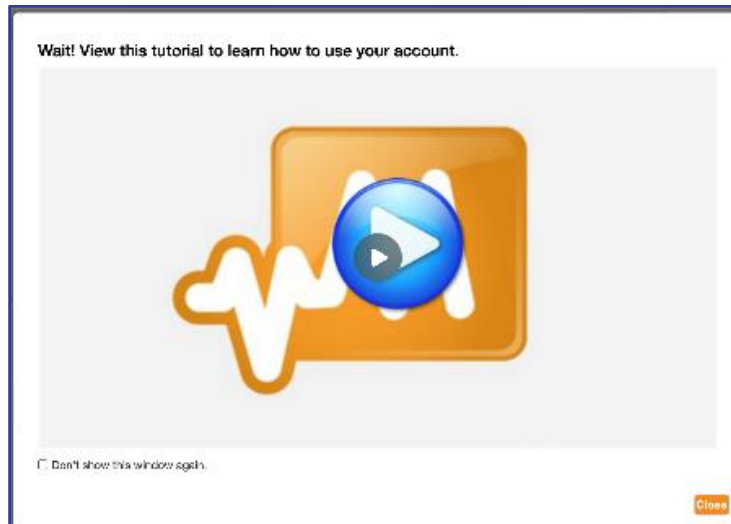 Wait! View this tutorial to learn how to use your account.
Don't show this window again.
Close